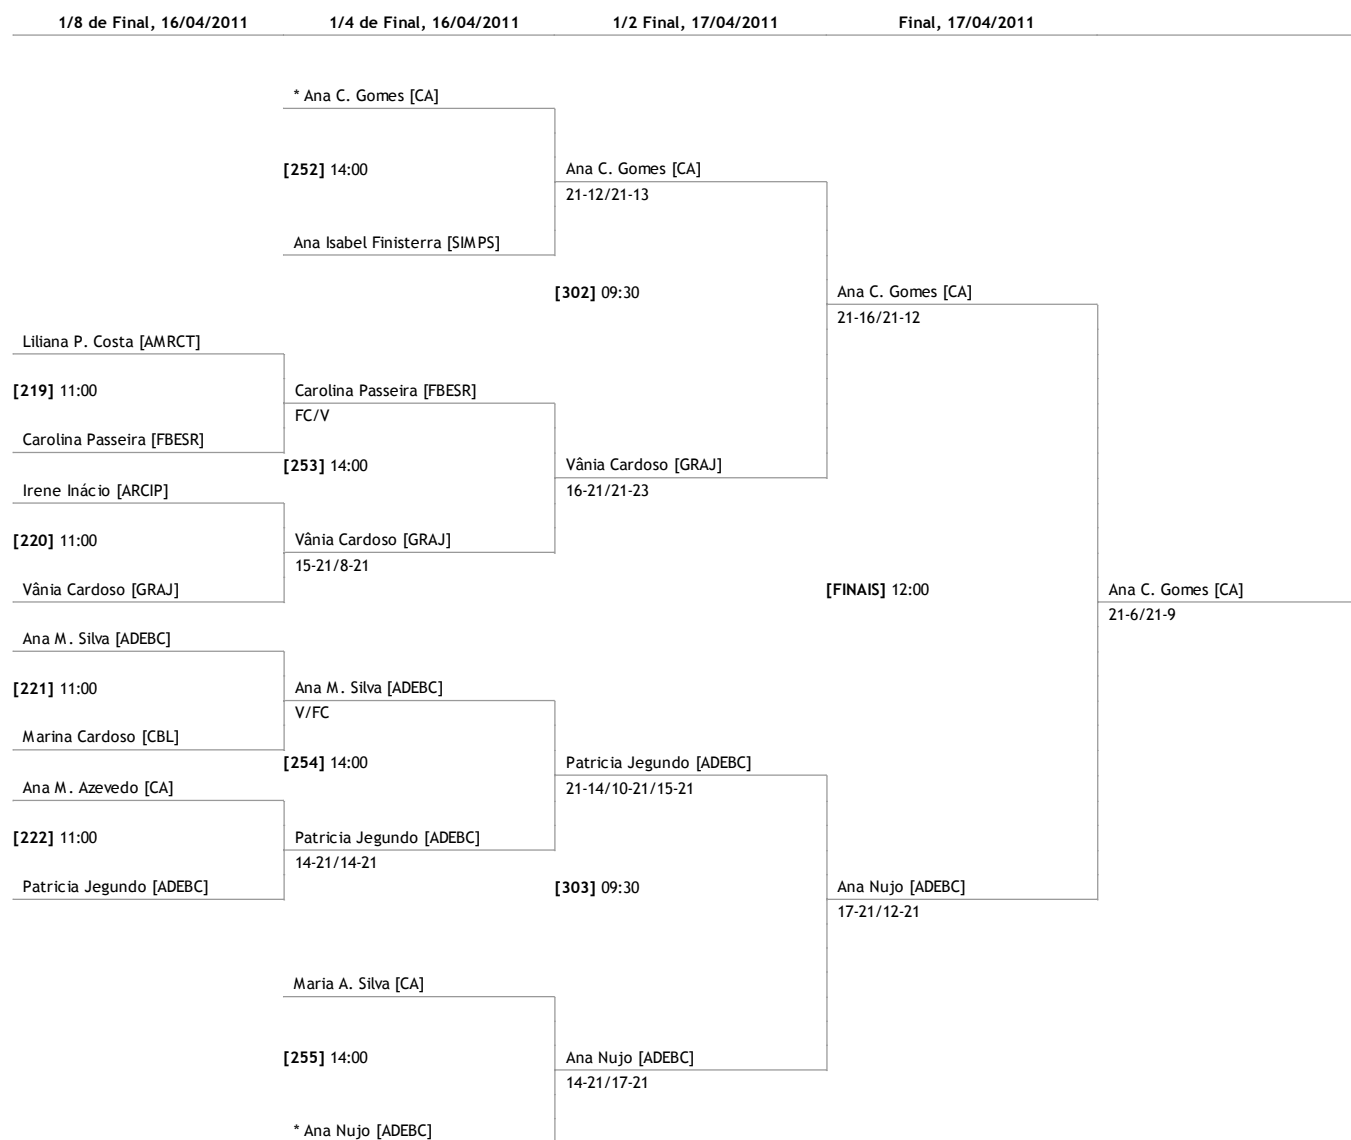 1/8 de Final, 16/04/2011 1/4 de Final, 16/04/2011 1/2 Final, 17/04/2011 Final, 17/04/2011
* Ana C. Gomes [CA]
[252] 14:00 Ana C. Gomes [CA]
21-12/21-13
Ana Isabel Finisterra [SIMPS]
[302] 09:30 Ana C. Gomes [CA]
21-16/21-12
Liliana P. Costa [AMRCT]
[219] 11:00 Carolina Passeira [FBESR]
FC/V
Carolina Passeira [FBESR]
[253] 14:00 Vânia Cardoso [GRAJ]
Irene Inácio [ARCIP] 16-21/21-23
[220] 11:00 Vânia Cardoso [GRAJ]
15-21/8-21
Vânia Cardoso [GRAJ] [FINAIS] 12:00 Ana C. Gomes [CA]
21-6/21-9
Ana M. Silva [ADEBC]
[221] 11:00 Ana M. Silva [ADEBC]
V/FC
Marina Cardoso [CBL]
[254] 14:00 Patricia Jegundo [ADEBC]
Ana M. Azevedo [CA] 21-14/10-21/15-21
[222] 11:00 Patricia Jegundo [ADEBC]
14-21/14-21
Patricia Jegundo [ADEBC] [303] 09:30 Ana Nujo [ADEBC]
17-21/12-21
Maria A. Silva [CA]
[255] 14:00 Ana Nujo [ADEBC]
14-21/17-21
* Ana Nujo [ADEBC]